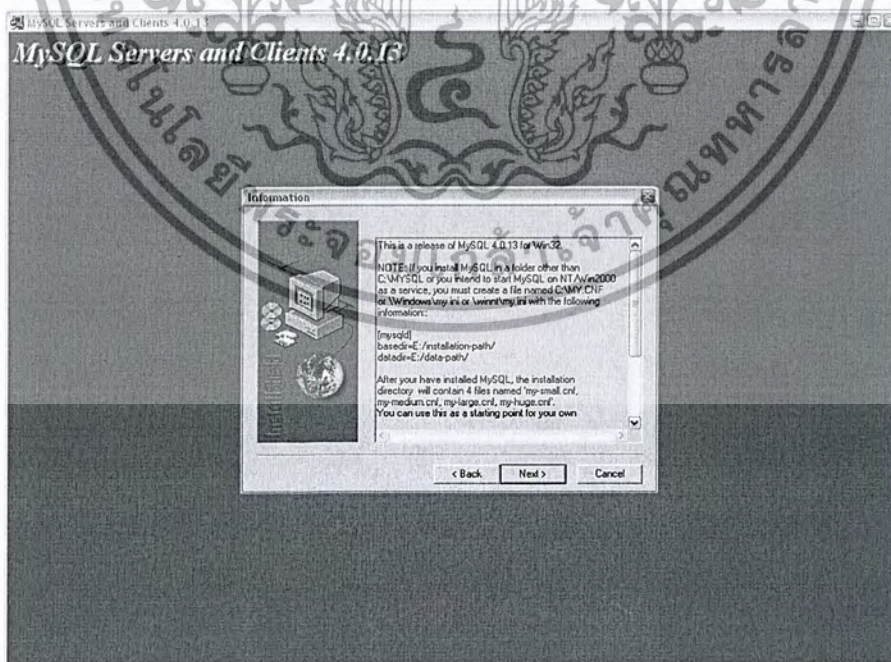 MySQL Servers and Clients 4.0.13
MySQL Servers and Clients 4.0.13
Information
This is a release of MySQL 4.0.13 for Win32.
NOTE: If you install MySQL in a folder other than
C:\MYSQL or you intend to start MySQL on NT/Win2000
as a service, you must create a file named C:\MY.CNF
or \Windows\my.ini or \winnt\my.ini with the following
information::
[mysqld]
basedir=E:/installation-path/
datadir=E:/data-path/
After your have installed MySQL, the installation
directory will contain 4 files named 'my-small.cnf,
my-medium.cnf, my-large.cnf, my-huge.cnf'.
You can use this as a starting point for your own
InstallShield
< Back
Next >
Cancel